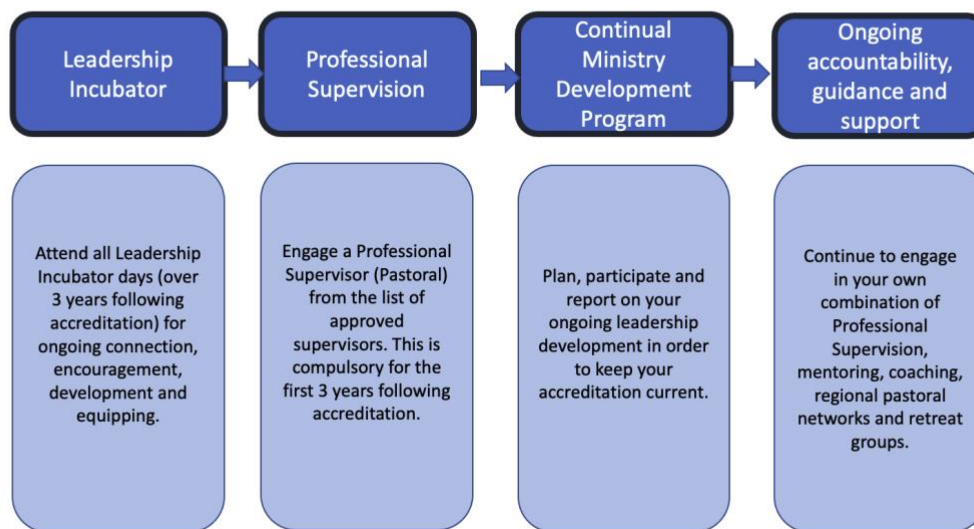 Leadership
Incubator
Professional
Supervision
Continual
Ministry
Development
Program
Ongoing
accountability,
guidance and
support
Attend all Leadership
Incubator days (over
3 years following
accreditation) for
ongoing connection,
encouragement,
development and
equipping.
Engage a Professional
Supervisor (Pastoral)
from the list of
approved
supervisors. This is
compulsory for the
first 3 years following
accreditation.
Plan, participate and
report on your
ongoing leadership
development in order
to keep your
accreditation current.
Continue to engage
in your own
combination of
Professional
Supervision,
mentoring, coaching,
regional pastoral
networks and retreat
groups.